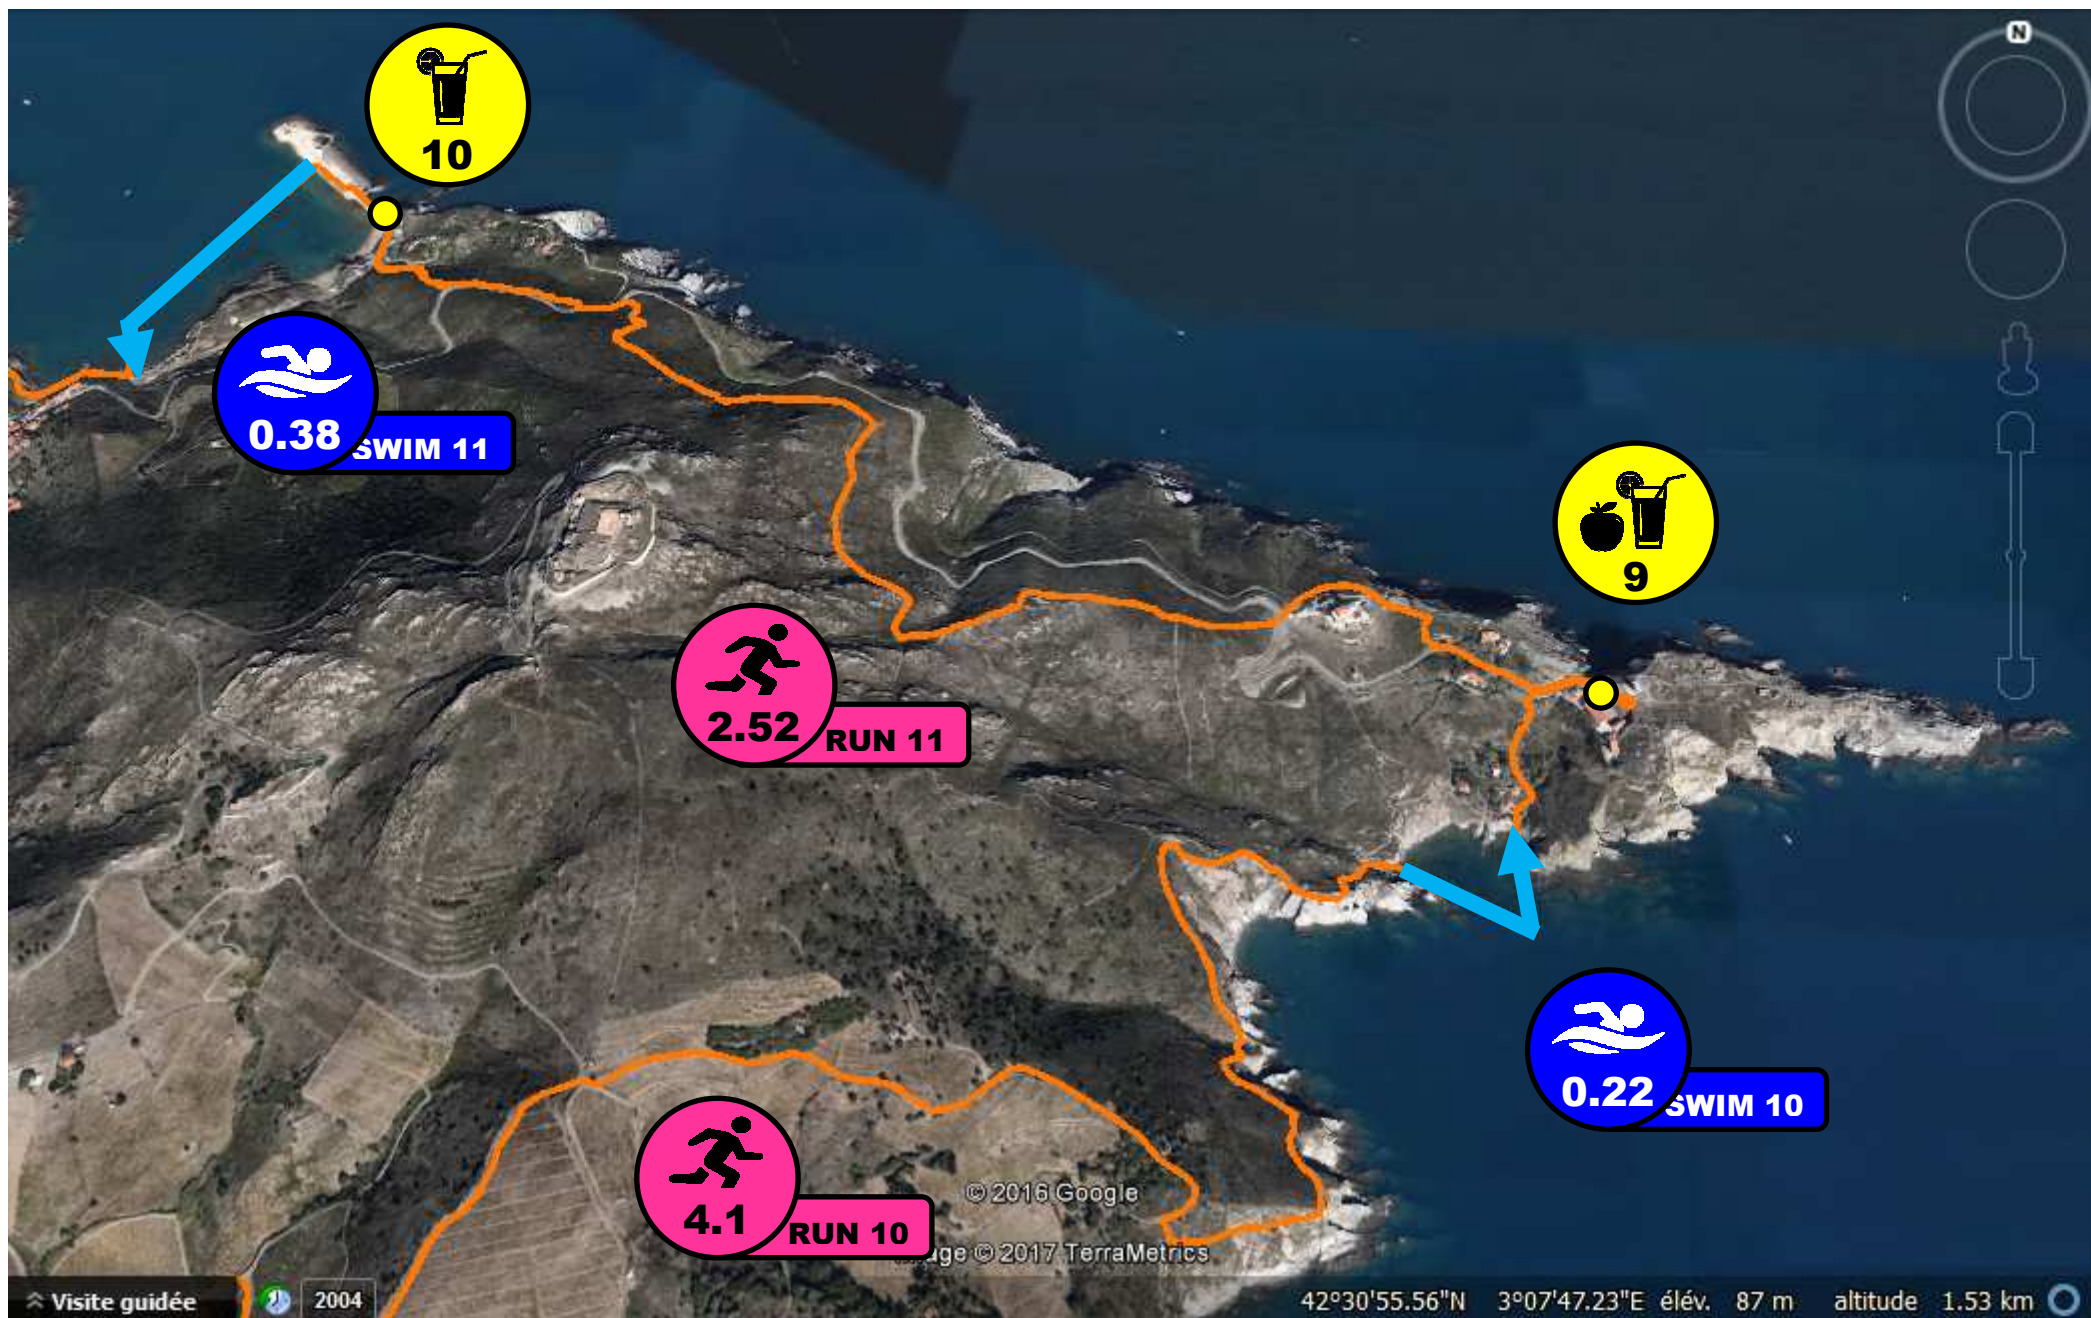 N
10
0.38
SWIM 11
9
2.52
RUN 11
0.22
SWIM 10
4.1
RUN 10
© 2016 Google
age © 2017 TerraMetrics
Visite guidée
2004
42°30'55.56"N 3°07'47.23"E élév. 87 m altitude 1.53 km